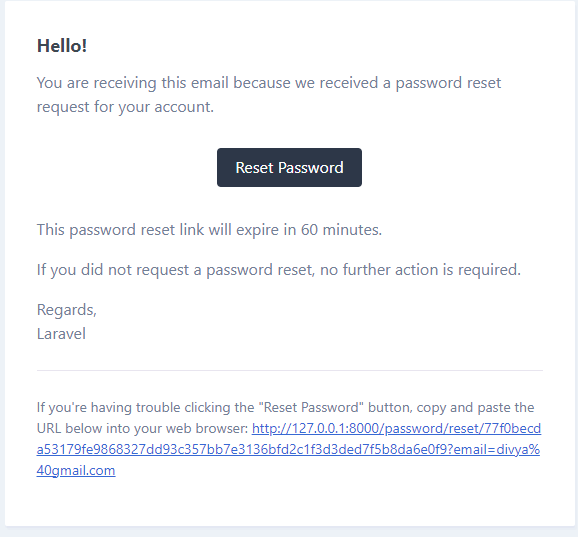 Hello!
You are receiving this email because we received a password reset
request for your account.
Reset Password
This password reset link will expire in 60 minutes.
If you did not request a password reset, no further action is required.
Regards,
Laravel
If you're having trouble clicking the "Reset Password" button, copy and paste the
URL below into your web browser: http://127.0.0.1:8000/password/reset/77f0becd
a53179fe9868327dd93c357bb7e3136bfd2c1f3d3ded7f5b8da6e0f9?email=divya%
40gmail.com